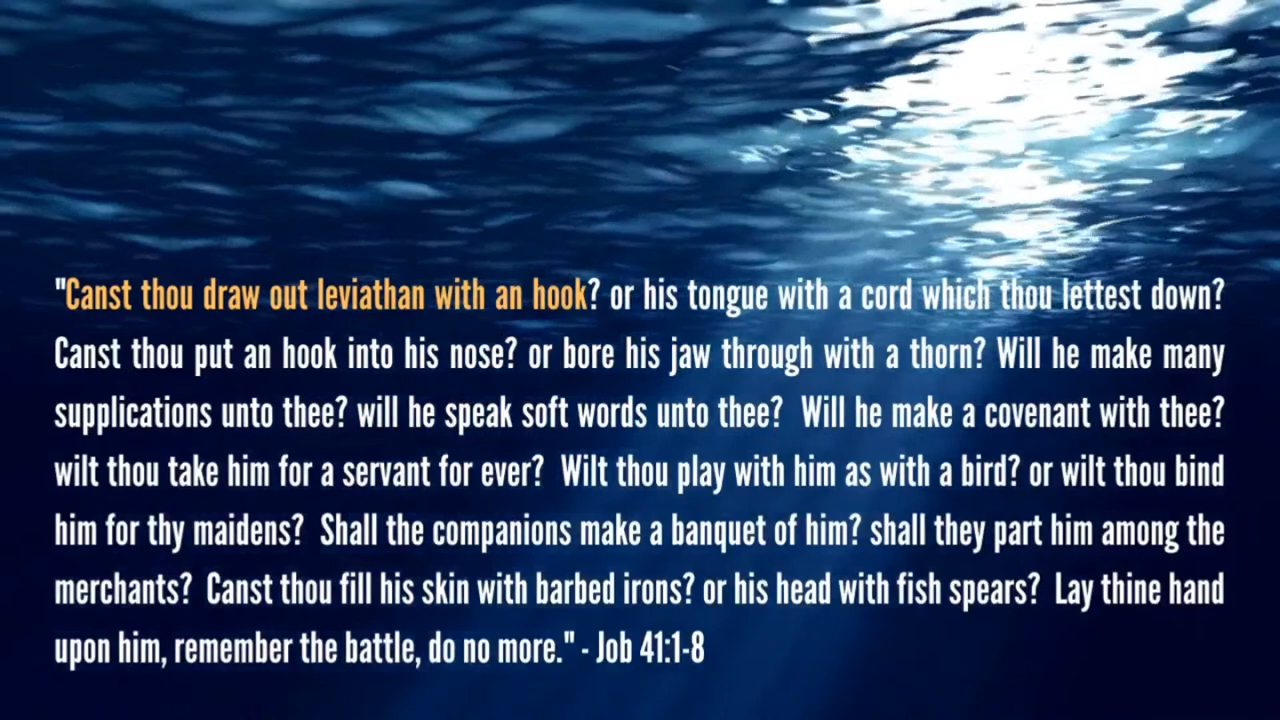 "Canst thou draw out leviathan with an hook? or his tongue with a cord which thou lettest down?
Canst thou put an hook into his nose? or bore his jaw through with a thorn? Will he make many
supplications unto thee? will he speak soft words unto thee?  Will he make a covenant with thee?
wilt thou take him for a servant for ever?  Wilt thou play with him as with a bird? or wilt thou bind
him for thy maidens?  Shall the companions make a banquet of him? shall they part him among the
merchants?  Canst thou fill his skin with barbed irons? or his head with fish spears?  Lay thine hand
upon him, remember the battle, do no more." - Job 41:1-8